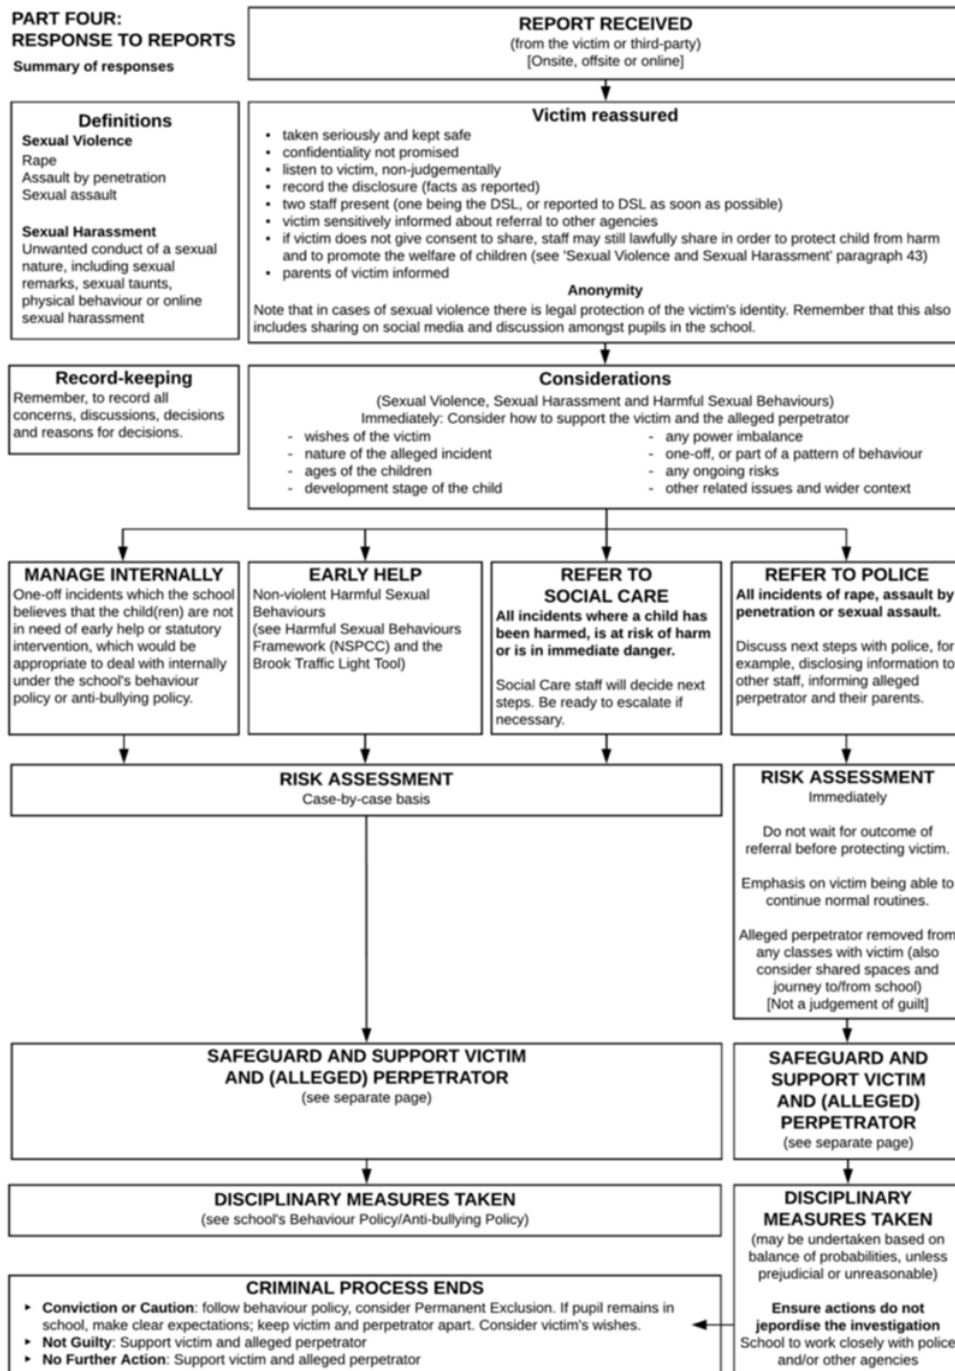 PART FOUR:
RESPONSE TO REPORTS
Summary of responses
REPORT RECEIVED
(from the victim or third-party)
[Onsite, offsite or online]
Definitions
Sexual Violence
Rape
Assault by penetration
Sexual assault
Sexual Harassment
Unwanted conduct of a sexual
nature, including sexual
remarks, sexual taunts,
physical behaviour or online
sexual harassment
Victim reassured
• taken seriously and kept safe
• confidentiality not promised
• listen to victim, non-judgementally
• record the disclosure (facts as reported)
• two staff present (one being the DSL, or reported to DSL as soon as possible)
• victim sensitively informed about referral to other agencies
• if victim does not give consent to share, staff may still lawfully share in order to protect child from harm
and to promote the welfare of children (see 'Sexual Violence and Sexual Harassment' paragraph 43)
• parents of victim informed
Anonymity
Note that in cases of sexual violence there is legal protection of the victim's identity. Remember that this also
includes sharing on social media and discussion amongst pupils in the school.
Record-keeping
Remember, to record all
concerns, discussions, decisions
and reasons for decisions.
Considerations
(Sexual Violence, Sexual Harassment and Harmful Sexual Behaviours)
Immediately: Consider how to support the victim and the alleged perpetrator
- wishes of the victim
- nature of the alleged incident
- ages of the children
- development stage of the child
- any power imbalance
- one-off, or part of a pattern of behaviour
- any ongoing risks
- other related issues and wider context
MANAGE INTERNALLY
One-off incidents which the school
believes that the child(ren) are not
in need of early help or statutory
intervention, which would be
appropriate to deal with internally
under the school's behaviour
policy or anti-bullying policy.
EARLY HELP
Non-violent Harmful Sexual
Behaviours
(see Harmful Sexual Behaviours
Framework (NSPCC) and the
Brook Traffic Light Tool)
REFER TO
SOCIAL CARE
All incidents where a child has
been harmed, is at risk of harm
or is in immediate danger.
Social Care staff will decide next
steps. Be ready to escalate if
necessary.
REFER TO POLICE
All incidents of rape, assault by
penetration or sexual assault.
Discuss next steps with police, for
example, disclosing information to
other staff, informing alleged
perpetrator and their parents.
RISK ASSESSMENT
Case-by-case basis
RISK ASSESSMENT
Immediately
Do not wait for outcome of
referral before protecting victim.
Emphasis on victim being able to
continue normal routines.
Alleged perpetrator removed from
any classes with victim (also
consider shared spaces and
journey to/from school)
[Not a judgement of guilt]
SAFEGUARD AND SUPPORT VICTIM
AND (ALLEGED) PERPETRATOR
(see separate page)
SAFEGUARD AND
SUPPORT VICTIM
AND (ALLEGED)
PERPETRATOR
(see separate page)
DISCIPLINARY MEASURES TAKEN
(see school's Behaviour Policy/Anti-bullying Policy)
DISCIPLINARY
MEASURES TAKEN
(may be undertaken based on
balance of probabilities, unless
prejudicial or unreasonable)
Ensure actions do not
jepordise the investigation
School to work closely with police
and/or other agencies
CRIMINAL PROCESS ENDS
‣ Conviction or Caution: follow behaviour policy, consider Permanent Exclusion. If pupil remains in
school, make clear expectations; keep victim and perpetrator apart. Consider victim's wishes.
‣ Not Guilty: Support victim and alleged perpetrator
‣ No Further Action: Support victim and alleged perpetrator